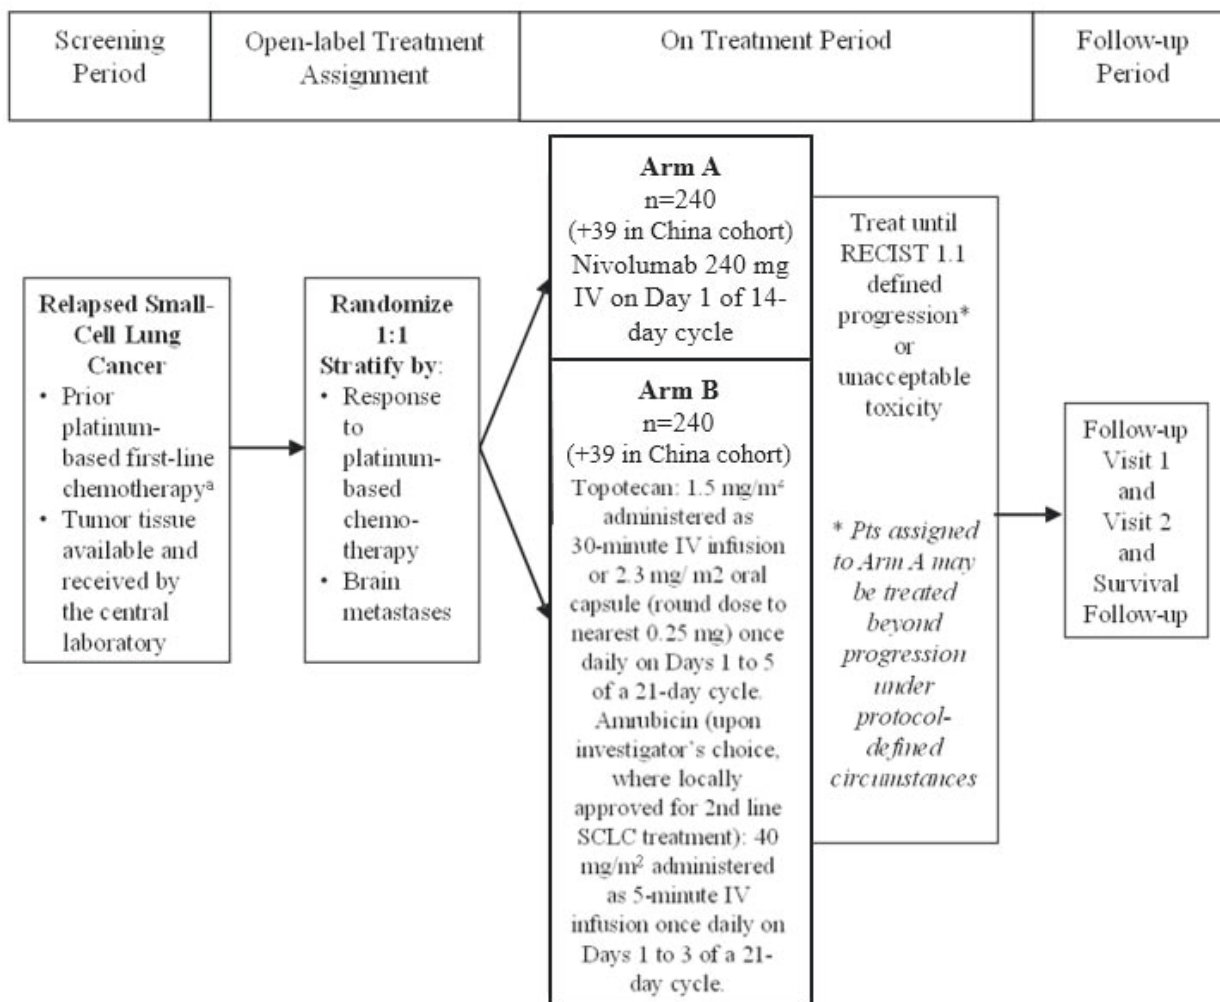 Screening
Period
Open-label Treatment
Assignment
On Treatment Period
Follow-up
Period
Relapsed Small-
Cell Lung
Cancer
• Prior
platinum-
based first-line
chemotherapyᵃ
• Tumor tissue
available and
received by
the central
laboratory
Randomize
1:1
Stratify by:
• Response
to
platinum-
based
chemo-
therapy
• Brain
metastases
Arm A
n=240
(+39 in China cohort)
Nivolumab 240 mg
IV on Day 1 of 14-
day cycle
Arm B
n=240
(+39 in China cohort)
Topotecan: 1.5 mg/m²
administered as
30-minute IV infusion
or 2.3 mg/ m2 oral
capsule (round dose to
nearest 0.25 mg) once
daily on Days 1 to 5
of a 21-day cycle.
Amrubicin (upon
investigator's choice,
where locally
approved for 2nd line
SCLC treatment): 40
mg/m² administered
as 5-minute IV
infusion once daily on
Days 1 to 3 of a 21-
day cycle.
Treat until
RECIST 1.1
defined
progression*
or
unacceptable
toxicity
* Pts assigned
to Arm A may
be treated
beyond
progression
under
protocol-
defined
circumstances
Follow-up
Visit 1
and
Visit 2
and
Survival
Follow-up